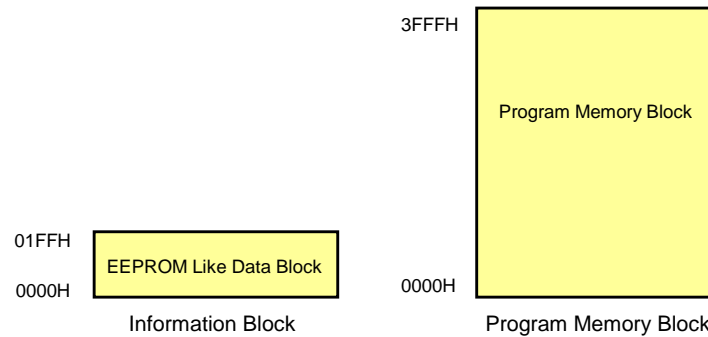 3FFFH
Program Memory Block
01FFH
EEPROM Like Data Block
0000H
0000H
Information Block
Program Memory Block